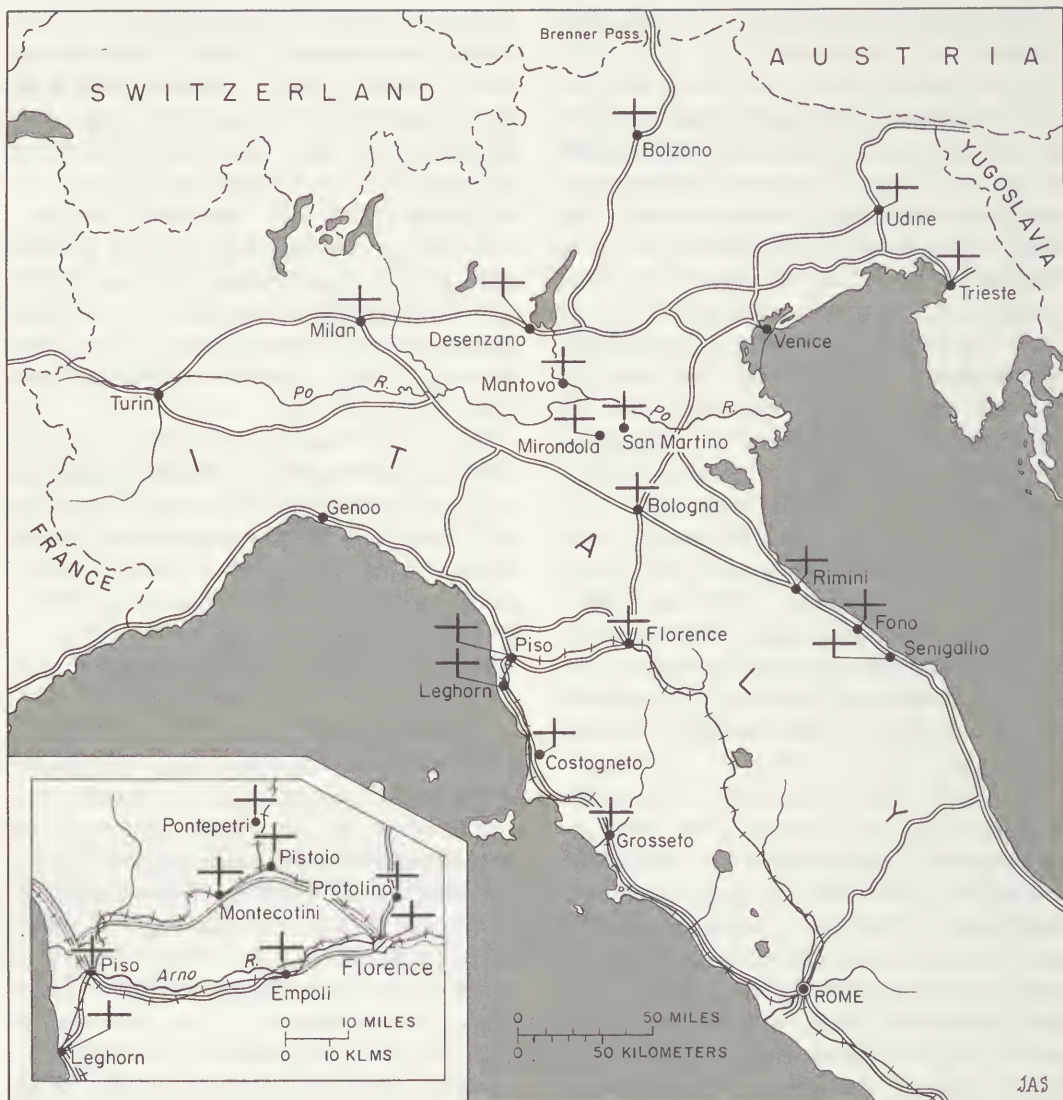 Brenner Pass
AUSTRIA
SWITZERLAND
Bolzono
YUGOSLAVIA
Udine
Trieste
Milan
Desenzano
Venice
Mantovo
Turin
Po R.
Po R.
Mirondola
San Martino
ITALY
Genoo
Bologna
FRANCE
Rimini
Fono
Piso
Florence
Senigallio
Leghorn
Costogneto
Grosseto
ROME
Pontepetri
Pistoio
Protolino
Montecotini
Piso
Arno R.
Florence
Empoli
Leghorn
0 10 MILES
0 10 KLMS
0 50 MILES
0 50 KILOMETERS
JAS